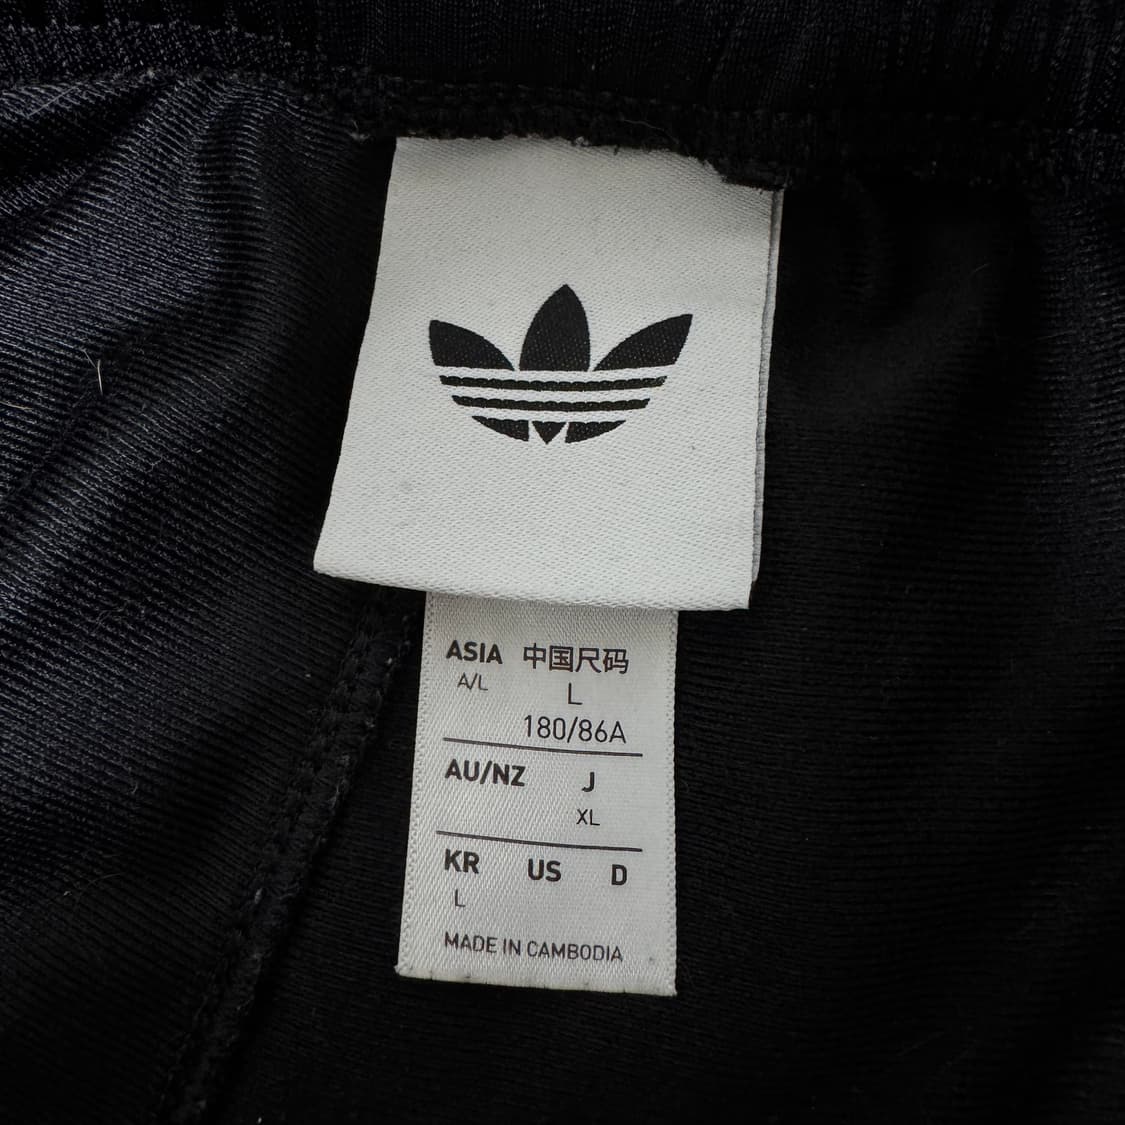 ASIA 中国尺码
A/L L
180/86A
AU/NZ J
XL
KR US D
L
MADE IN CAMBODIA